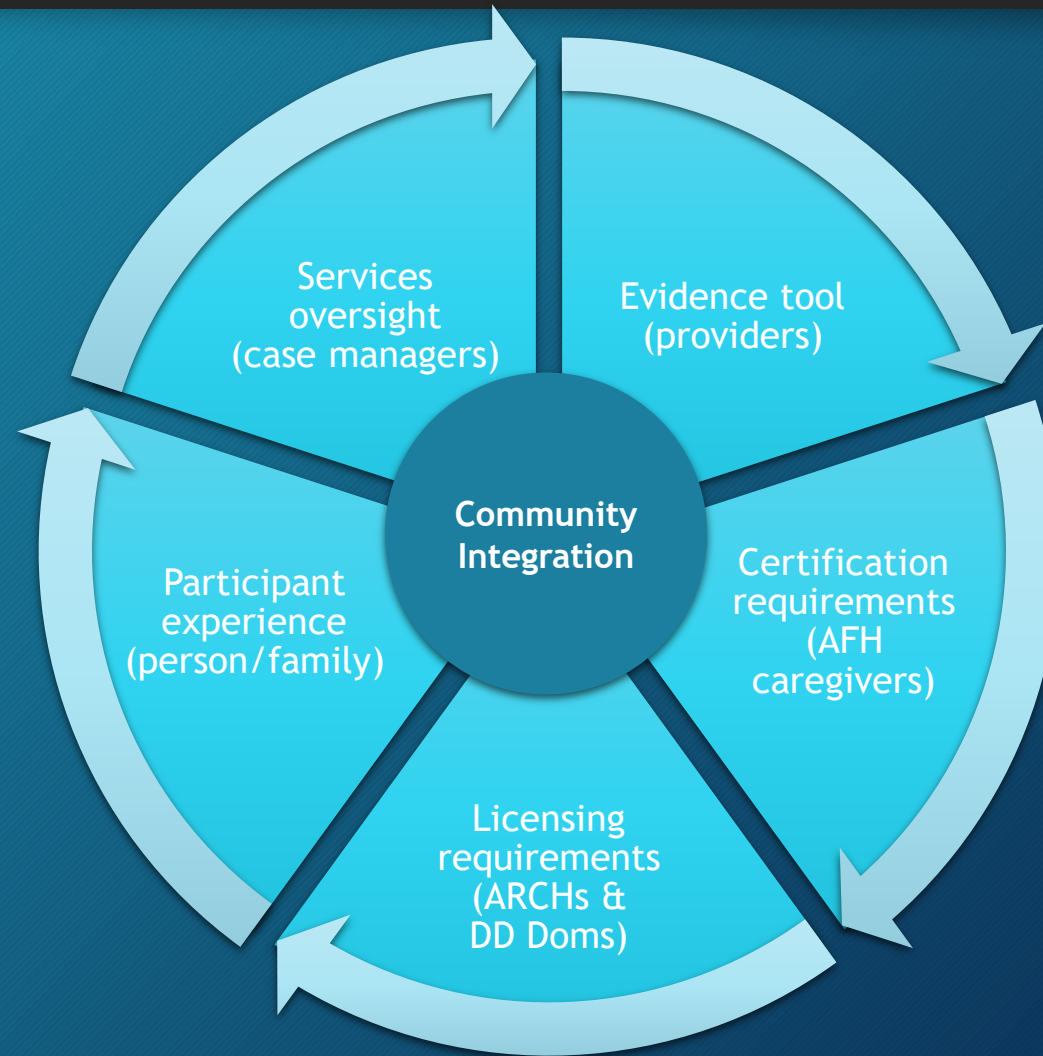 Services
oversight
(case managers)
Evidence tool
(providers)
Community
Integration
Certification
requirements
(AFH
caregivers)
Participant
experience
(person/family)
Licensing
requirements
(ARCHs &
DD Doms)